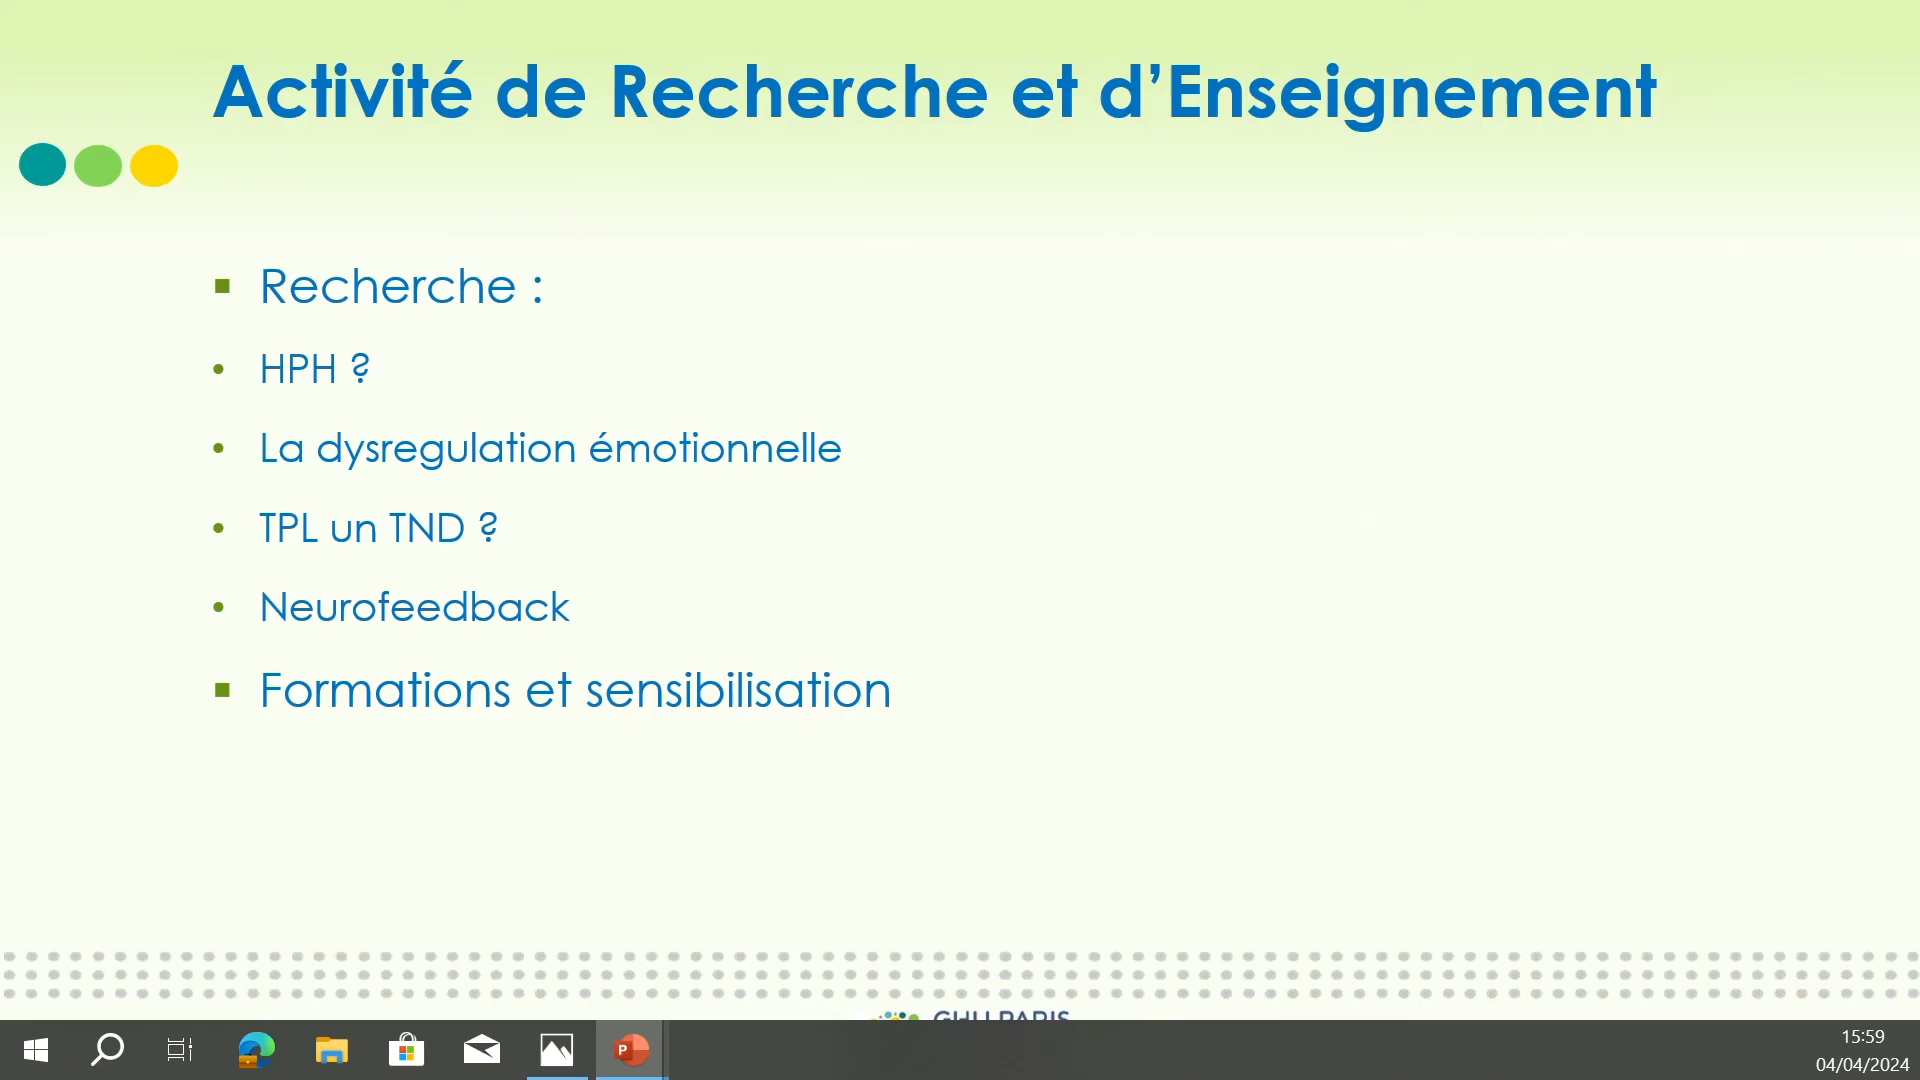 Activité de Recherche et d’Enseignement
▪ Recherche :
• HPH ?
• La dysregulation émotionnelle
• TPL un TND ?
• Neurofeedback
▪ Formations et sensibilisation
GHU PARIS
15:59
04/04/2024